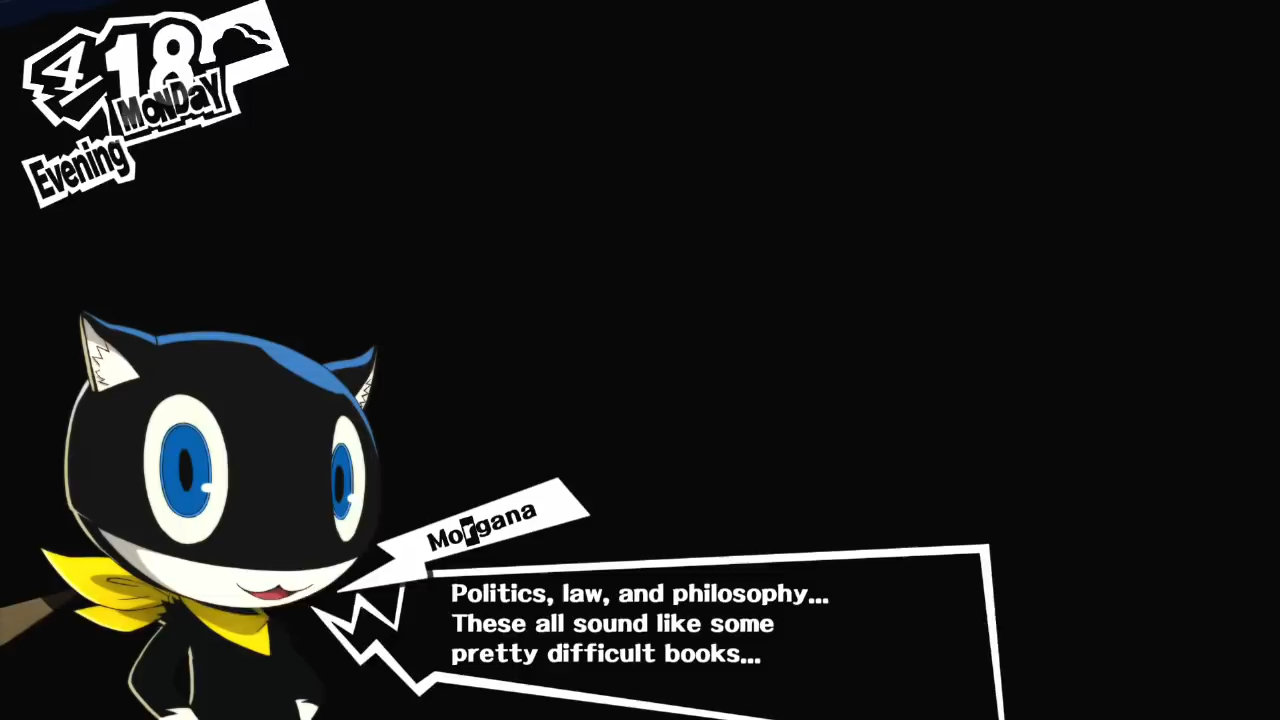 4/18
MONDAY
Evening
Morgana
Politics, law, and philosophy...
These all sound like some
pretty difficult books...